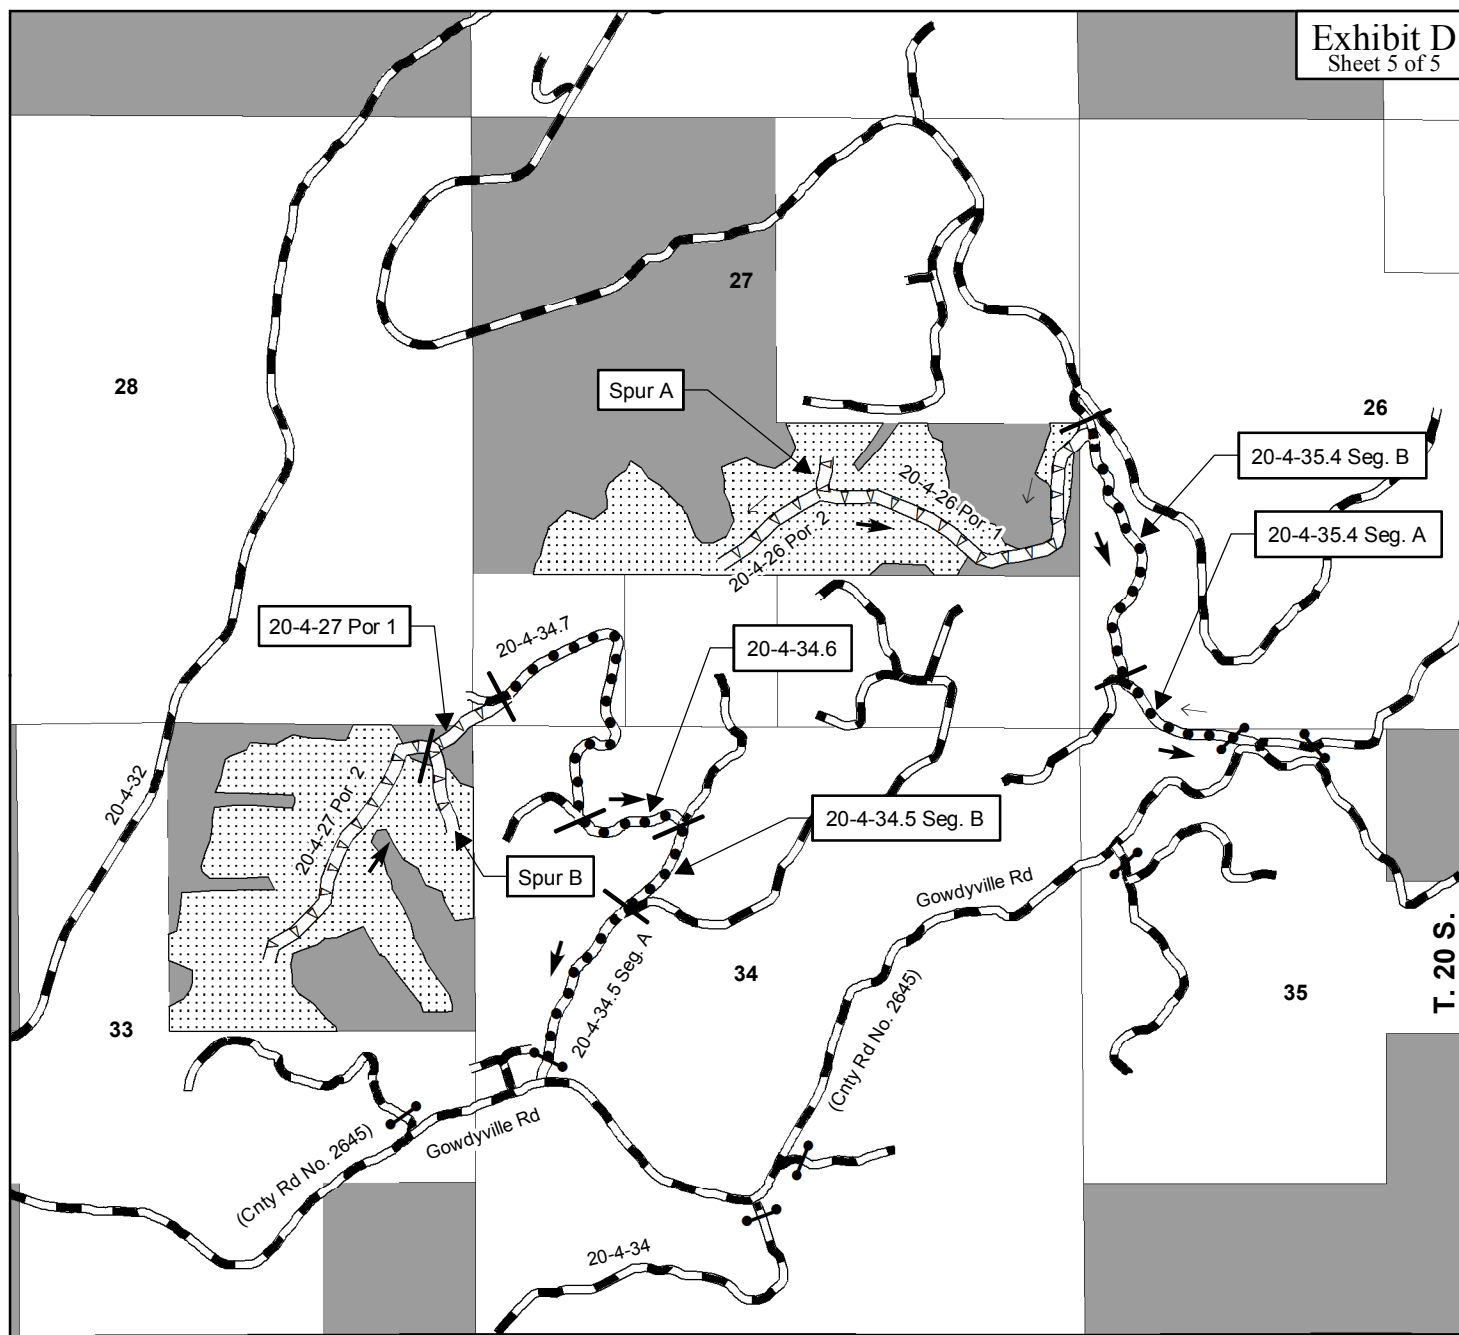 Exhibit D
Sheet 5 of 5
27
28
Spur A
26
20-4-35.4 Seg. B
20-4-26 Por. 1
20-4-35.4 Seg. A
20-4-26 Por. 2
20-4-27 Por 1
20-4-34.7
20-4-34.6
20-4-32
20-4-27 Por. 2
20-4-34.5 Seg. B
Spur B
Gowdyville Rd
T. 20 S.
34
20-4-34.5 Seg. A
35
33
(Cnty Rd No. 2645)
Gowdyville Rd
(Cnty Rd No. 2645)
20-4-34